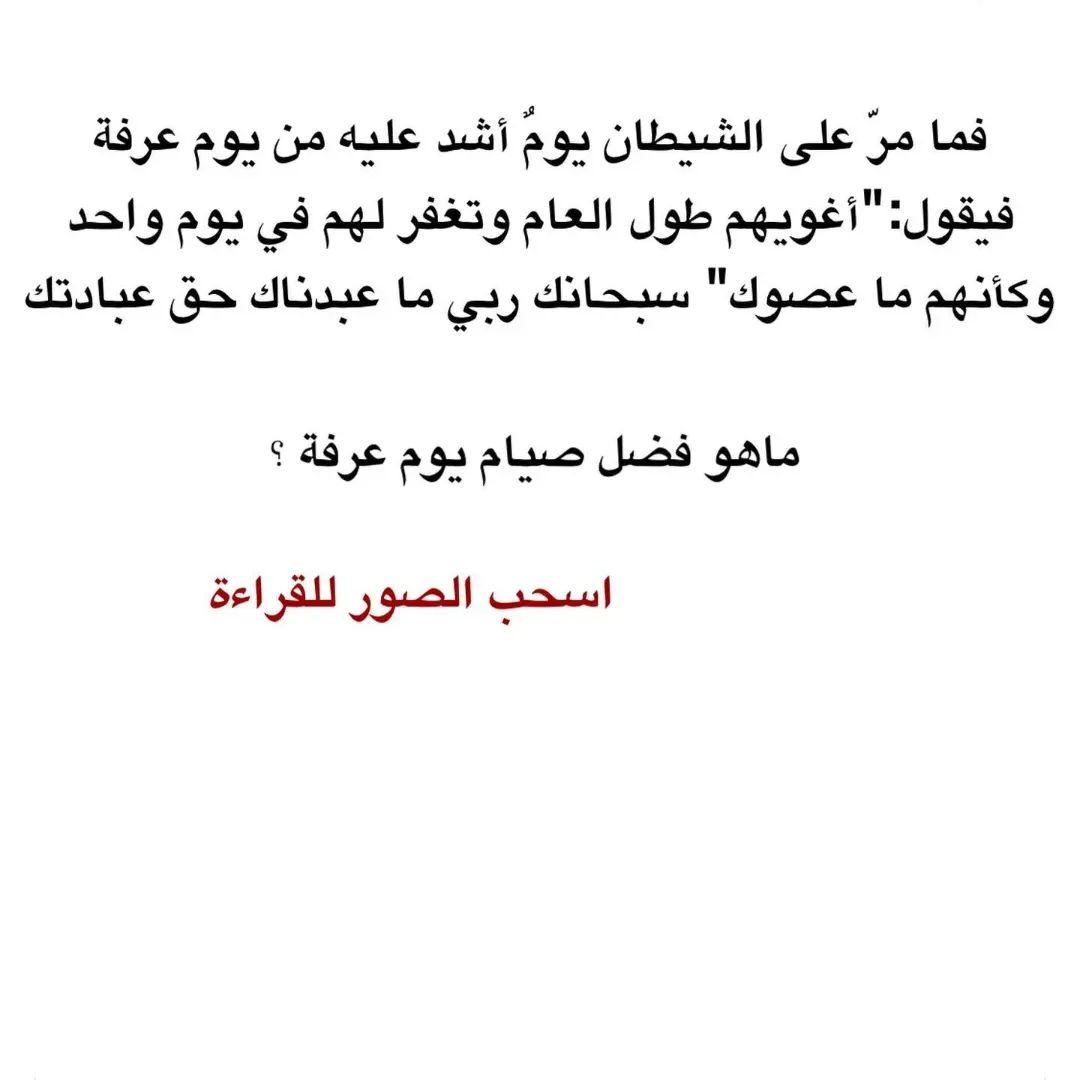 فما مرّ على الشيطان يومٌ أشد عليه من يوم عرفة
فيقول:"أغويهم طول العام وتغفر لهم في يوم واحد
وكأنهم ما عصوك" سبحانك ربي ما عبدناك حق عبادتك
ماهو فضل صيام يوم عرفة ؟
اسحب الصور للقراءة